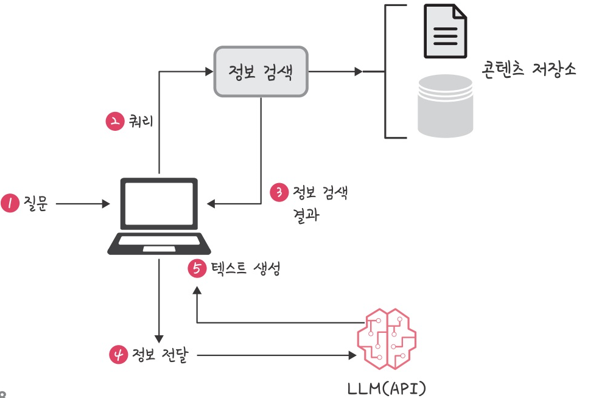 정보 검색
콘텐츠 저장소
2 쿼리
1 질문
3 정보 검색
결과
5 텍스트 생성
4 정보 전달
LLM(API)